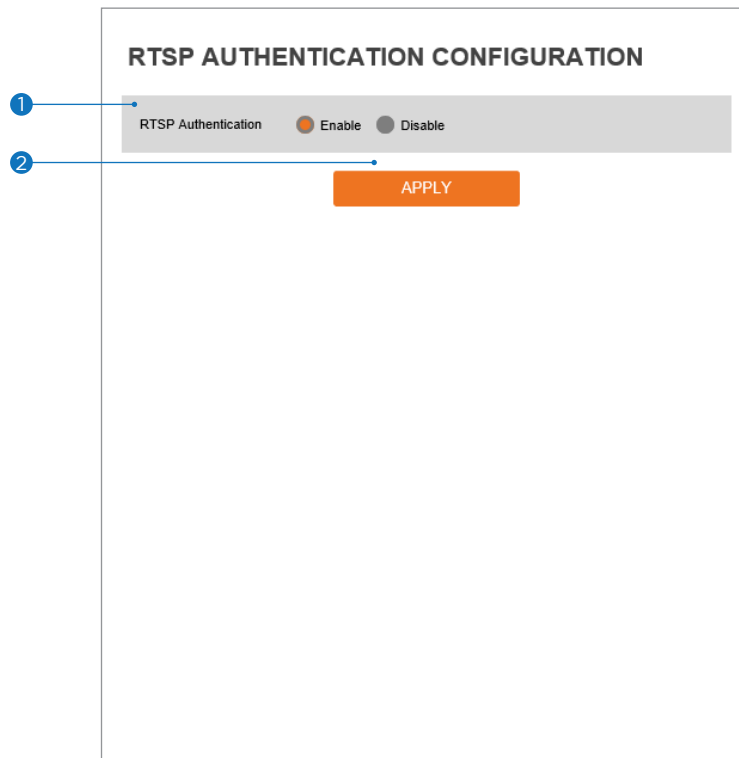 RTSP AUTHENTICATION CONFIGURATION
1
RTSP Authentication Enable Disable
2
APPLY